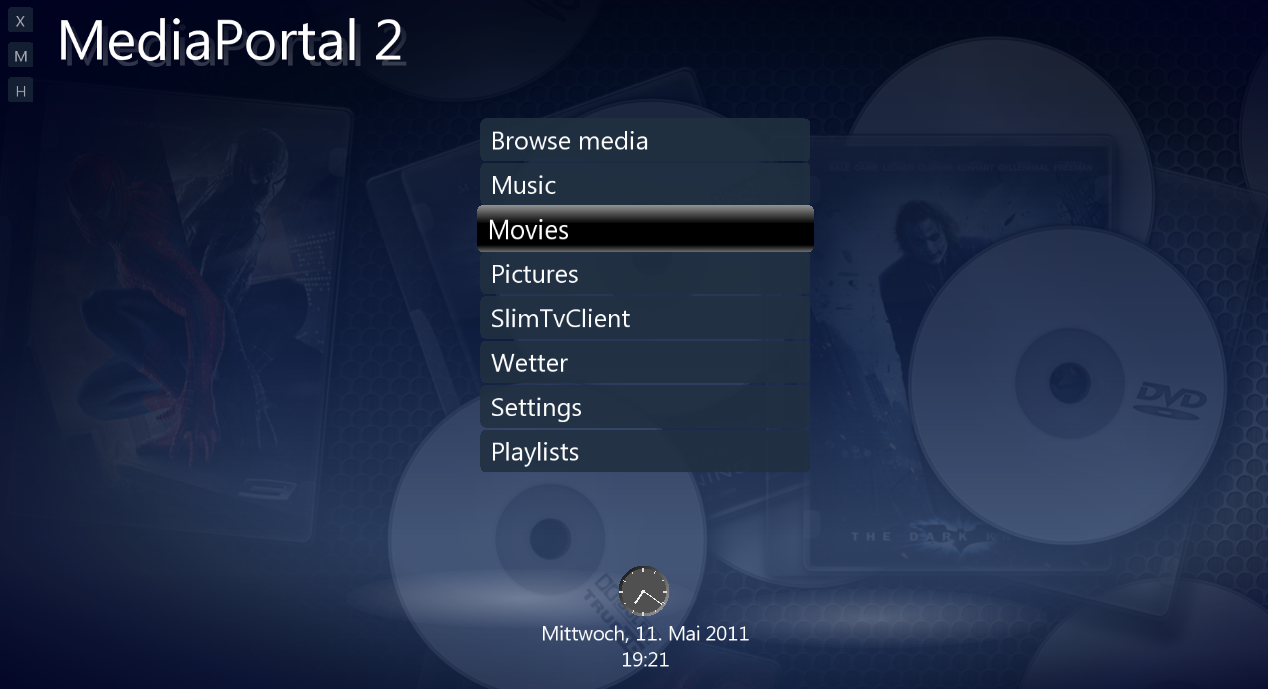 X
M
H
MediaPortal 2
Browse media
Music
Movies
Pictures
SlimTvClient
Wetter
Settings
Playlists
DVD
THE DARK
Mittwoch, 11. Mai 2011
19:21